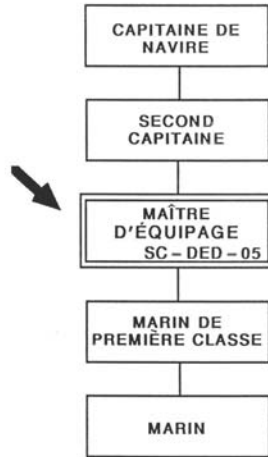 CAPITAINE DE
NAVIRE
SECOND
CAPITAINE
MAÎTRE
D'ÉQUIPAGE
SC – DED – 05
MARIN DE
PREMIÈRE CLASSE
MARIN